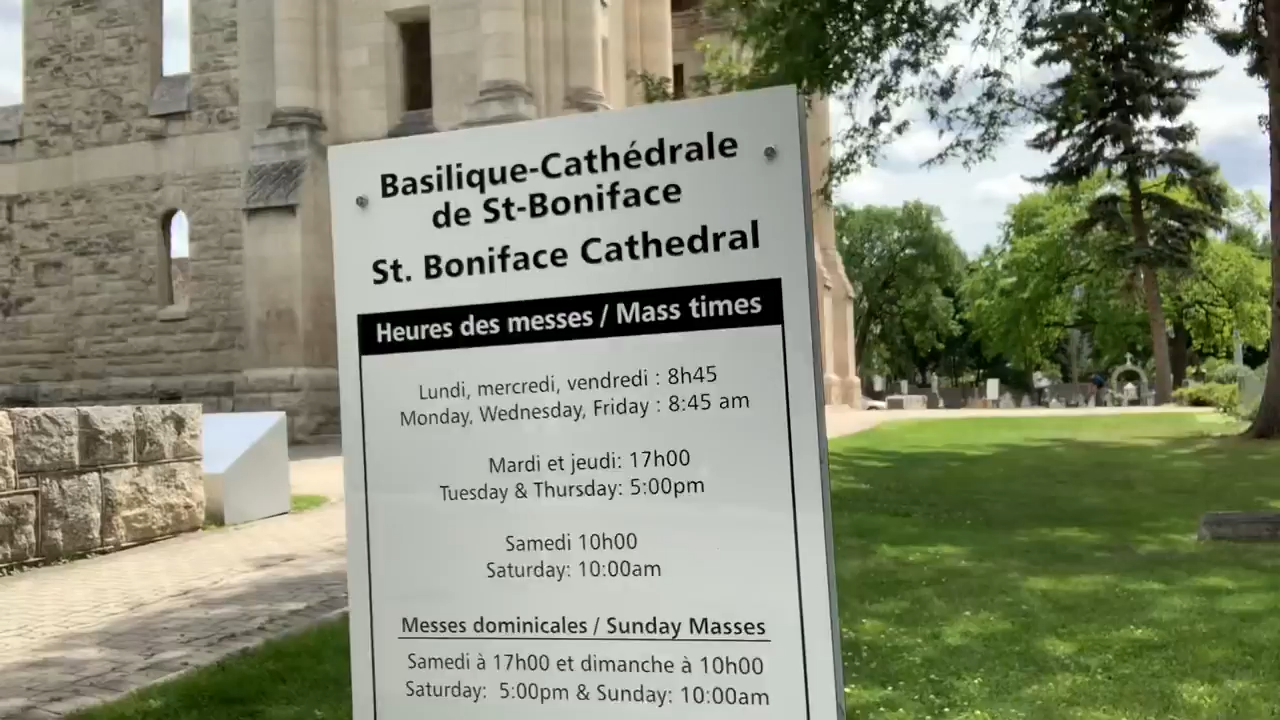 Basilique-Cathédrale
de St-Boniface
St. Boniface Cathedral
Heures des messes / Mass times
Lundi, mercredi, vendredi : 8h45
Monday, Wednesday, Friday : 8:45 am
Mardi et jeudi: 17h00
Tuesday & Thursday: 5:00pm
Samedi 10h00
Saturday: 10:00am
Messes dominicales / Sunday Masses
Samedi à 17h00 et dimanche à 10h00
Saturday: 5:00pm & Sunday: 10:00am